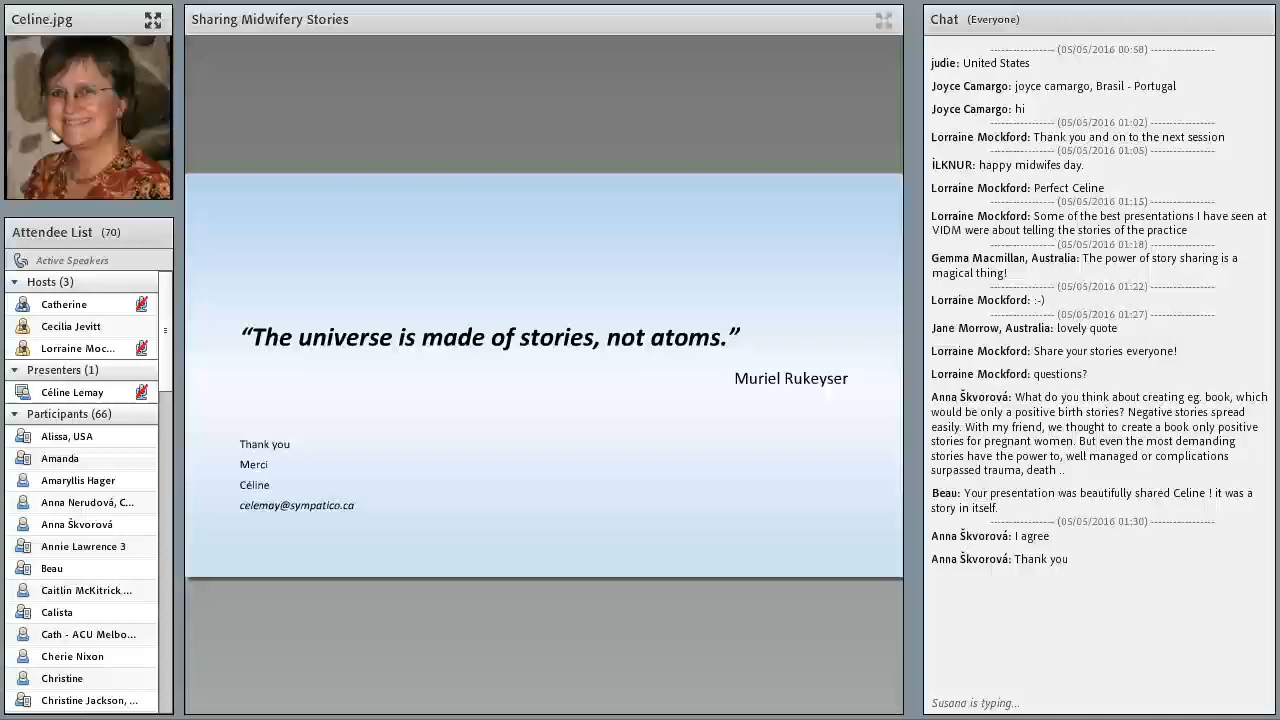 Celine.jpg
Attendee List (70)
Active Speakers
Hosts (3)
Catherine
Cecilia Jevitt
Lorraine Moc...
Presenters (1)
Céline Lemay
Participants (66)
Alissa, USA
Amanda
Amaryllis Hager
Anna Nerudová, C...
Anna Škvorová
Annie Lawrence 3
Beau
Caitlín McKitrick...
Calista
Cath - ACU Melbo...
Cherie Nixon
Christine
Christine Jackson, ...
Sharing Midwifery Stories
“The universe is made of stories, not atoms.”
Muriel Rukeyser
Thank you
Merci
Céline
celemay@sympatico.ca
Chat (Everyone)
------------------ (05/05/2016 00:58) ------------------
judie: United States
Joyce Camargo: joyce camargo, Brasil - Portugal
Joyce Camargo: hi
------------------ (05/05/2016 01:02) ------------------
Lorraine Mockford: Thank you and on to the next session
------------------ (05/05/2016 01:05) ------------------
İLKNUR: happy midwifes day.
Lorraine Mockford: Perfect Celine
------------------ (05/05/2016 01:15) ------------------
Lorraine Mockford: Some of the best presentations I have seen at
VIDM were about telling the stories of the practice
------------------ (05/05/2016 01:18) ------------------
Gemma Macmillan, Australia: The power of story sharing is a
magical thing!
------------------ (05/05/2016 01:22) ------------------
Lorraine Mockford: :-)
------------------ (05/05/2016 01:27) ------------------
Jane Morrow, Australia: lovely quote
Lorraine Mockford: Share your stories everyone!
Lorraine Mockford: questions?
Anna Škvorová: What do you think about creating eg. book, which
would be only a positive birth stories? Negative stories spread
easily. With my friend, we thought to create a book only positive
stories for pregnant women. But even the most demanding
stories have the power to, well managed or complications
surpassed trauma, death ..
Beau: Your presentation was beautifully shared Celine ! it was a
story in itself.
------------------ (05/05/2016 01:30) ------------------
Anna Škvorová: I agree
Anna Škvorová: Thank you
Susana is typing...